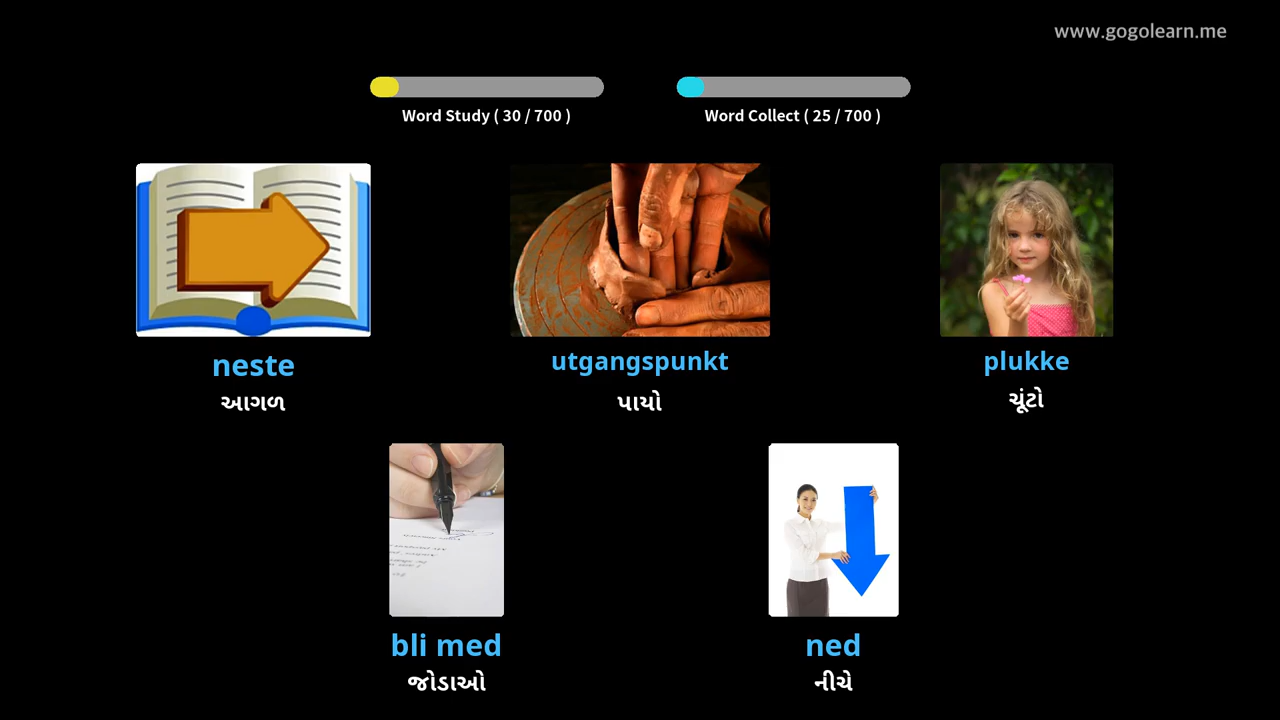 www.gogolearn.me
Word Study ( 30 / 700 )
Word Collect ( 25 / 700 )
neste
utgangspunkt
plukke
આગળ
પાયો
ચૂંટો
bli med
ned
જોડાઓ
નીચે